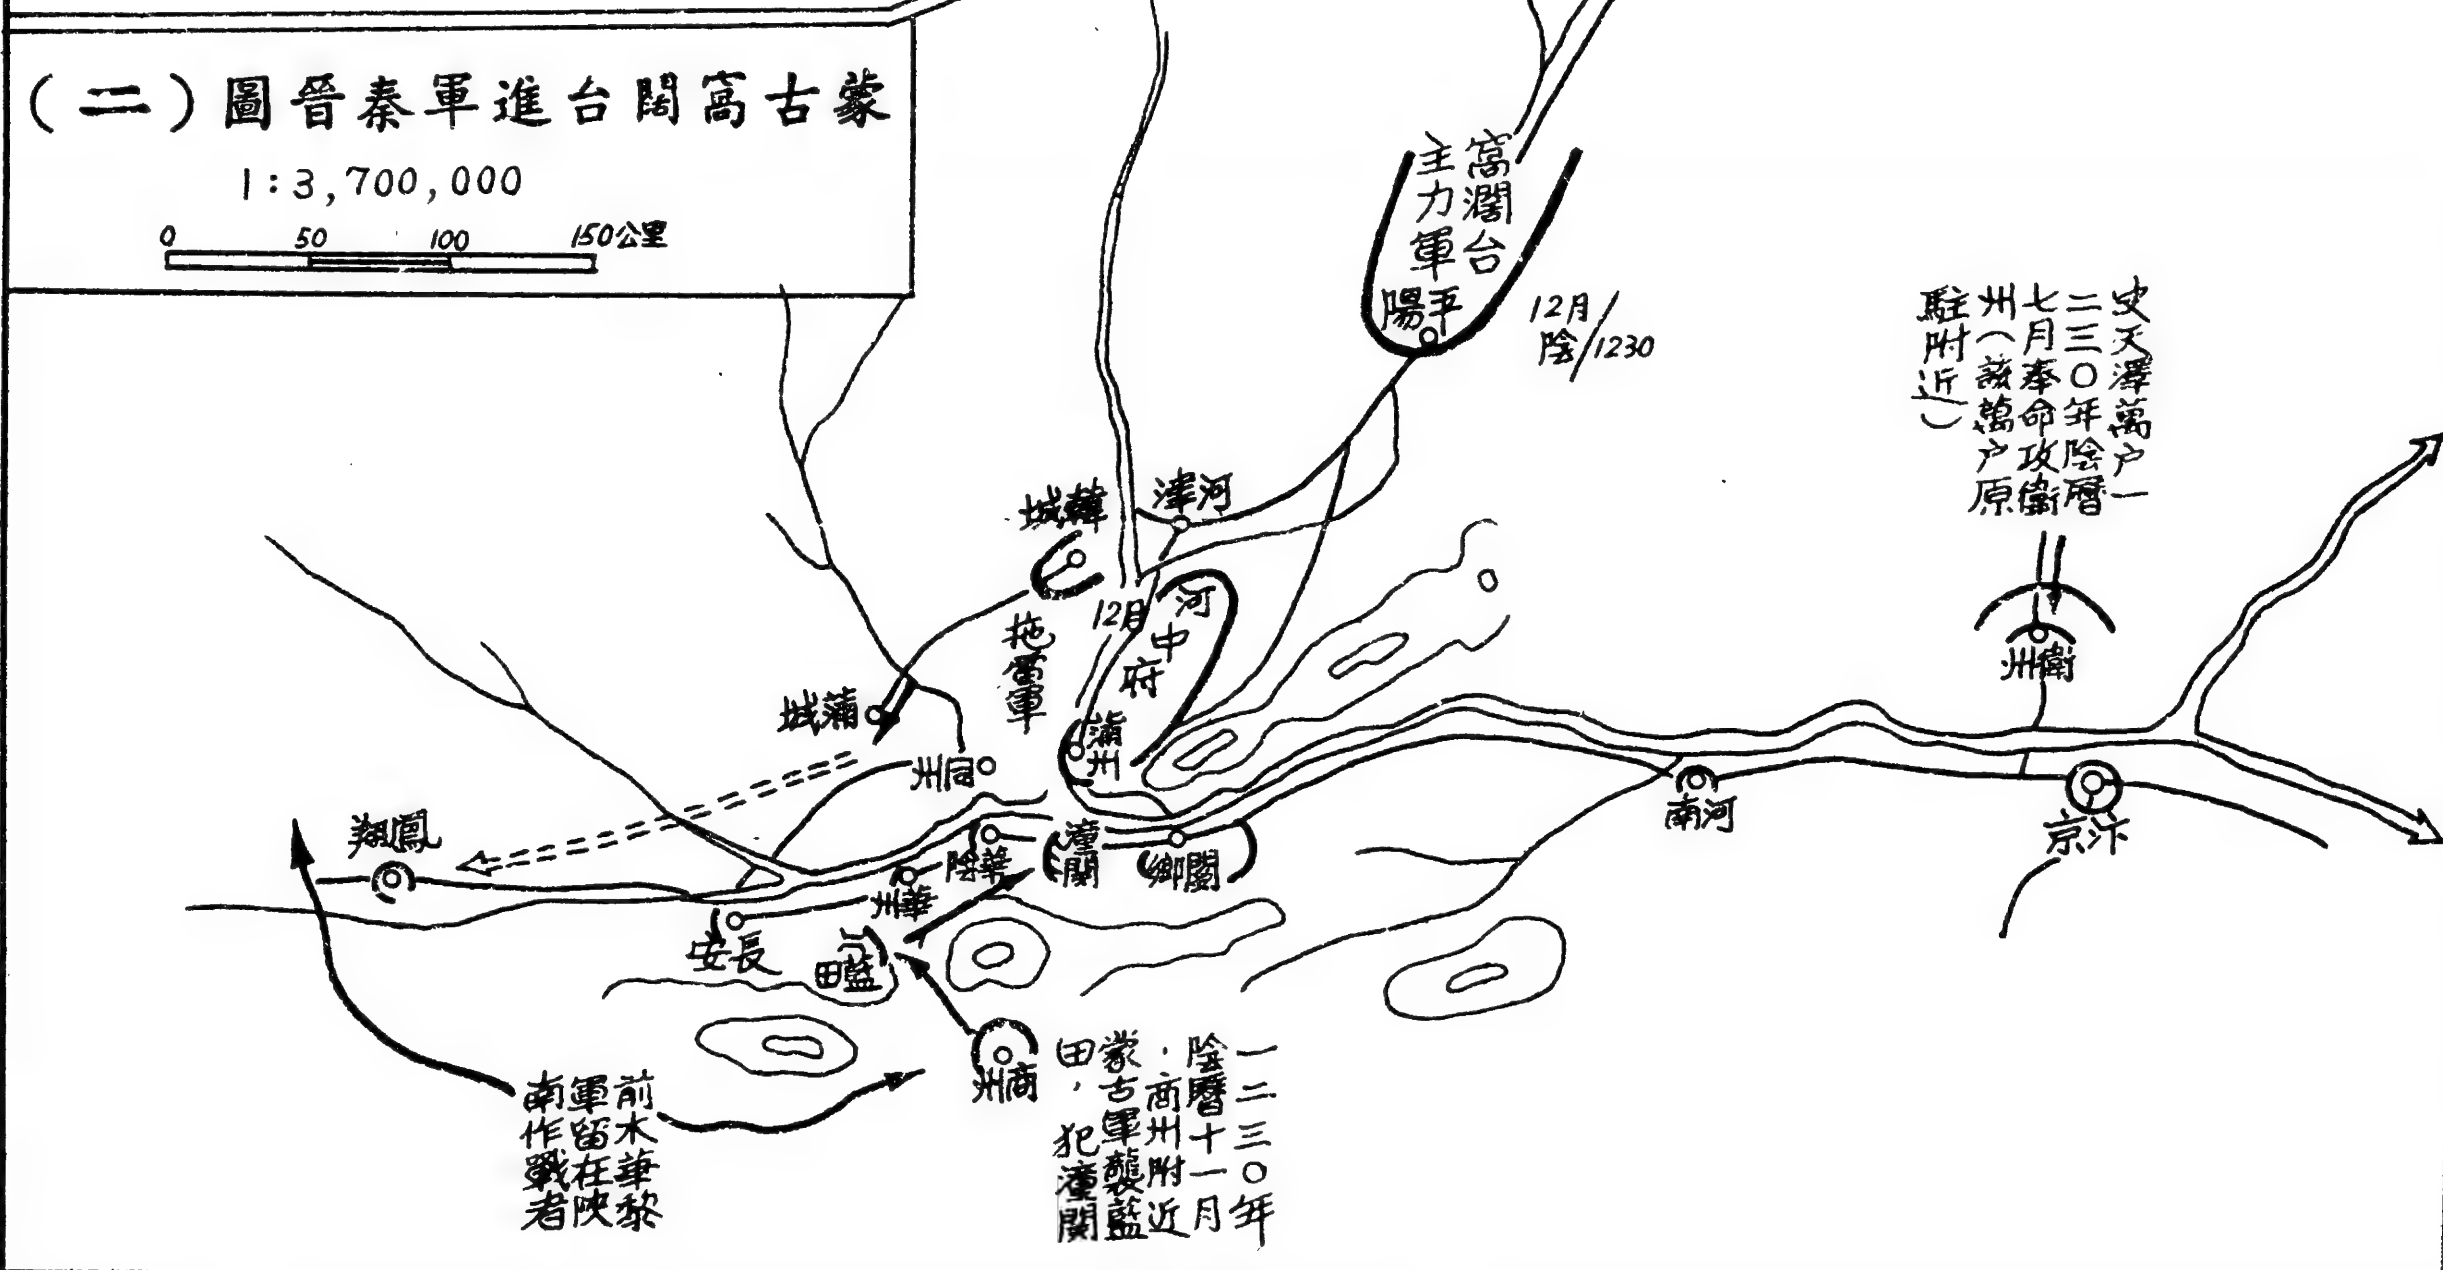 蒙古窩闊台進軍秦晉圖(二)
1:3,700,000
0 50 100 150公里
窩濶台
主力軍
平陽
12月/1230
陰
史天澤萬户一
二三〇年陰曆
七月奉命攻衛
州(該萬户原
駐附近)
韓城
河津
12月
河中府
拖雷軍
衛州
蒲城
蒲州
同州
鳳翔
華陰
潼關
閿鄉
河南
汴京
華州
長安
藍田
商州
前木華黎
軍留在陝
南作戰者
一二三〇年
陰曆十一月
·商州附近
蒙古軍襲藍
田,犯潼關